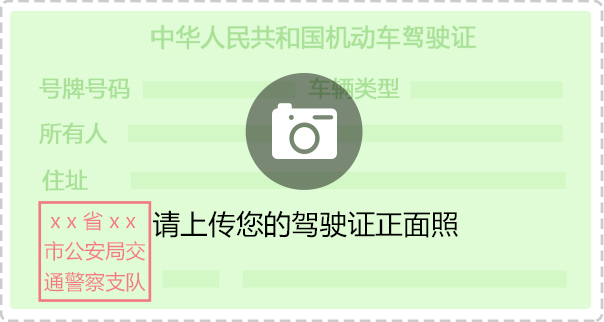 中华人民共和国机动车驾驶证
号牌号码 车辆类型
所有人
住址
请上传您的驾驶证正面照
x x 省 x x
市公安局交
通警察支队